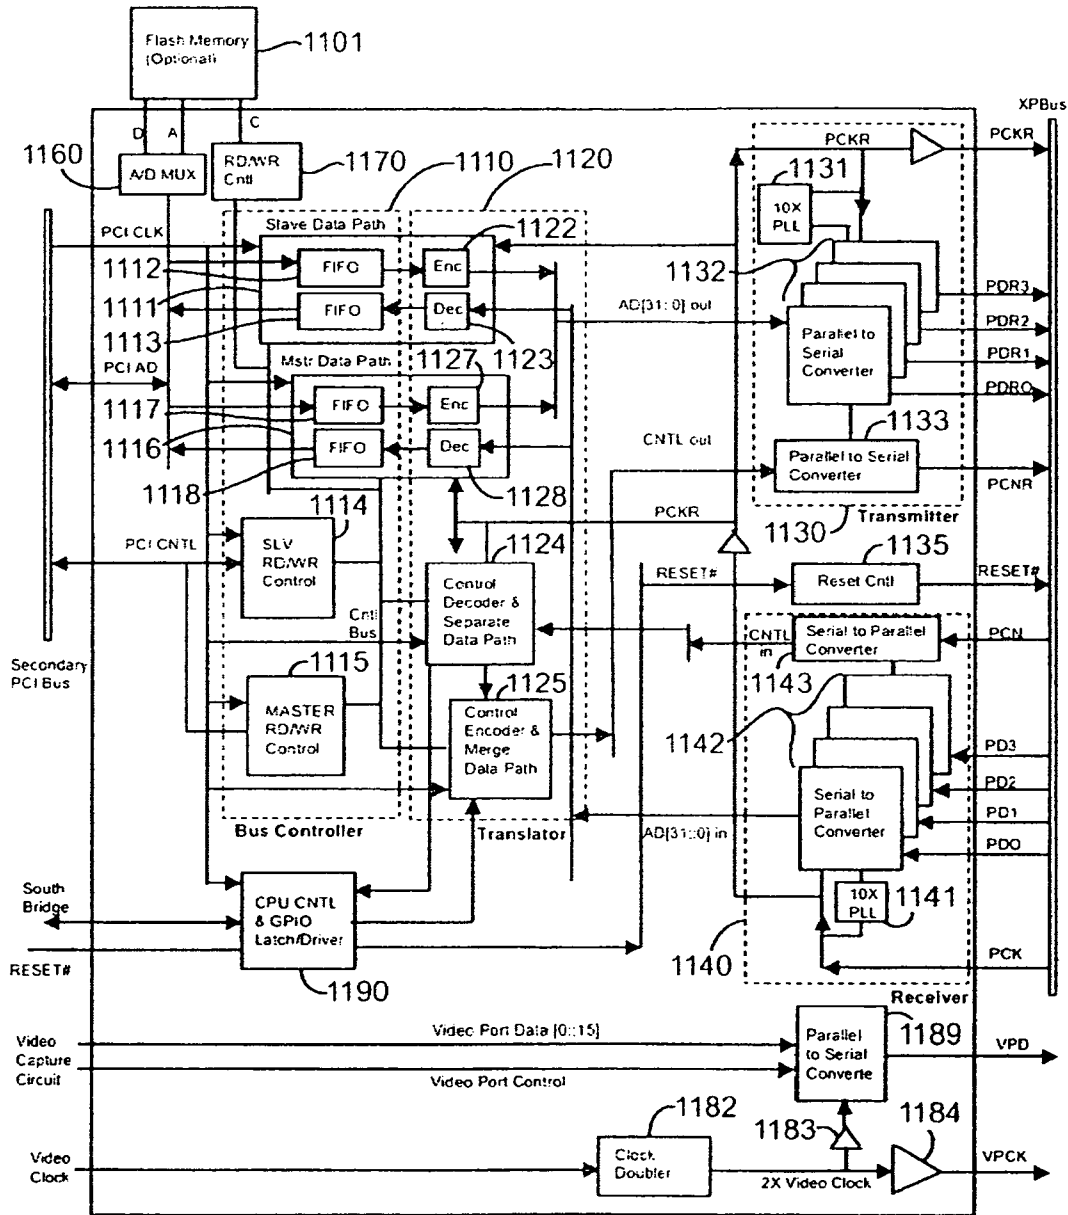 Flash Memory
(Optional)
1101
XPBus
D
A
C
PCKR
PCKR
1160
A/D MUX
RD/WR
Cntl
1170
1110
1120
1131
10X
PLL
Slave Data Path
1122
PCI CLK
1112
FIFO
Enc
1132
1111
FIFO
Dec
PDR3
AD[31::0] out
Parallel to
Serial
Converter
PDR2
1113
1123
Mstr Data Path
1127
PDR1
PCI AD
1117
FIFO
Enc
PDR0
1116
FIFO
Dec
CNTL out
1133
Parallel to Serial
Converter
1118
1128
PCNR
1114
PCKR
1130
Transmitter
PCI CNTL
SLV
RD/WR
Control
1124
1135
RESET#
Reset Cntl
RESET#
Control
Decoder &
Separate
Data Path
Cntl
Bus
CNTL
in
Serial to Parallel
Converter
PCN
Secondary
PCI Bus
1115
1125
1143
MASTER
RD/WR
Control
Control
Encoder &
Merge
Data Path
1142
PD3
PD2
Serial to
Parallel
Converter
PD1
Bus Controller
Translator
AD[31::0] in
PD0
South
Bridge
CPU CNTL
& GPIO
Latch/Driver
10X
PLL
1141
1140
PCK
RESET#
1190
Receiver
Video
Capture
Circuit
Video Port Data [0::15]
Video Port Control
Parallel
to Serial
Converte
1189
VPD
1182
1183
1184
Video
Clock
Clock
Doubler
2X Video Clock
VPCK